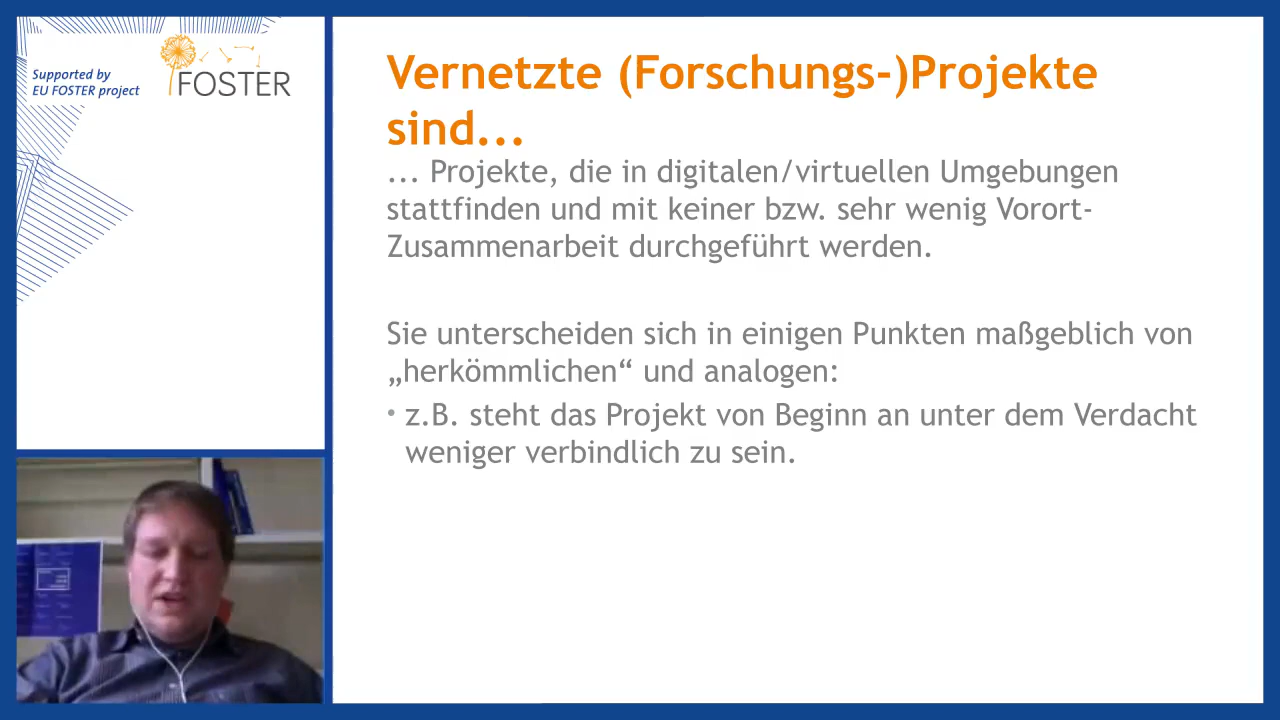 Supported by
EU FOSTER project
FOSTER
Vernetzte (Forschungs-)Projekte
sind...
... Projekte, die in digitalen/virtuellen Umgebungen
stattfinden und mit keiner bzw. sehr wenig Vorort-
Zusammenarbeit durchgeführt werden.
Sie unterscheiden sich in einigen Punkten maßgeblich von
„herkömmlichen“ und analogen:
• z.B. steht das Projekt von Beginn an unter dem Verdacht
weniger verbindlich zu sein.